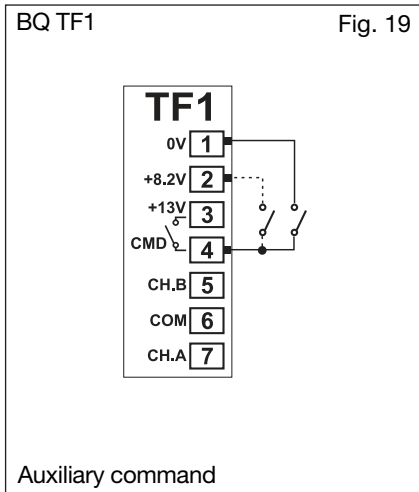 BQ TF1 Fig. 19
TF1
0V 1
+8.2V 2
+13V 3
CMD 4
CH.B 5
COM 6
CH.A 7
Auxiliary command